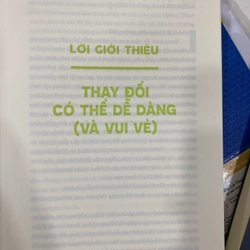 LỜI GIỚI THIỆU
THAY ĐỔI
CÓ THỂ DỄ DÀNG
(VÀ VUI VẺ)